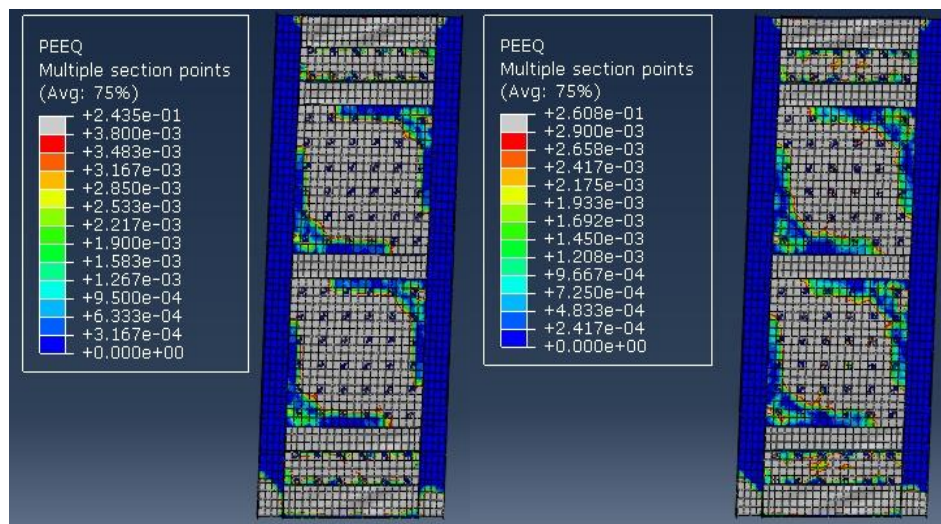 PEEQ
Multiple section points
(Avg: 75%)
+2.435e-01
+3.800e-03
+3.483e-03
+3.167e-03
+2.850e-03
+2.533e-03
+2.217e-03
+1.900e-03
+1.583e-03
+1.267e-03
+9.500e-04
+6.333e-04
+3.167e-04
+0.000e+00
PEEQ
Multiple section points
(Avg: 75%)
+2.608e-01
+2.900e-03
+2.658e-03
+2.417e-03
+2.175e-03
+1.933e-03
+1.692e-03
+1.450e-03
+1.208e-03
+9.667e-04
+7.250e-04
+4.833e-04
+2.417e-04
+0.000e+00